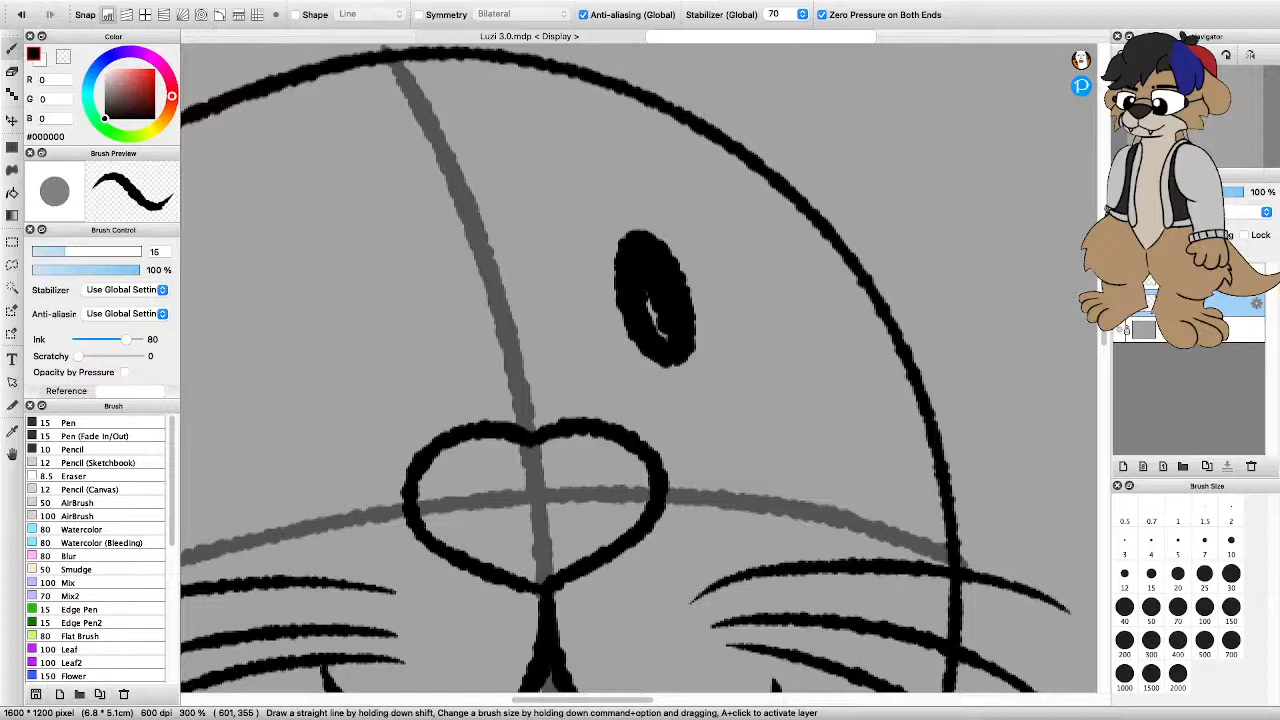 Snap
Shape
Line
Symmetry
Bilateral
Anti-aliasing (Global)
Stabilizer (Global)
70
Zero Pressure on Both Ends
Color
Luzi 3.0.mdp < Display >
R 0
G 0
B 0
#000000
Brush Preview
Brush Control
15
100 %
Stabilizer Use Global Settin
Anti-aliasin Use Global Settin
Ink 80
Scratchy 0
Opacity by Pressure
Reference
Brush
15 Pen
15 Pen (Fade In/Out)
10 Pencil
12 Pencil (Sketchbook)
8.5 Eraser
12 Pencil (Canvas)
50 AirBrush
100 AirBrush
80 Watercolor
80 Watercolor (Bleeding)
80 Blur
50 Smudge
100 Mix
70 Mix2
15 Edge Pen
15 Edge Pen2
80 Flat Brush
100 Leaf
100 Leaf2
150 Flower
P
Navigator
100 %
Lock
Brush Size
0.5 0.7 1 1.5 2
3 4 5 7 10
12 15 20 25 30
40 50 70 100 150
200 300 400 500 700
1000 1500 2000
1600 * 1200 pixel (6.8 * 5.1cm) 600 dpi 300 % ( 601, 355 ) Draw a straight line by holding down shift, Change a brush size by holding down command+option and dragging, A+click to activate layer